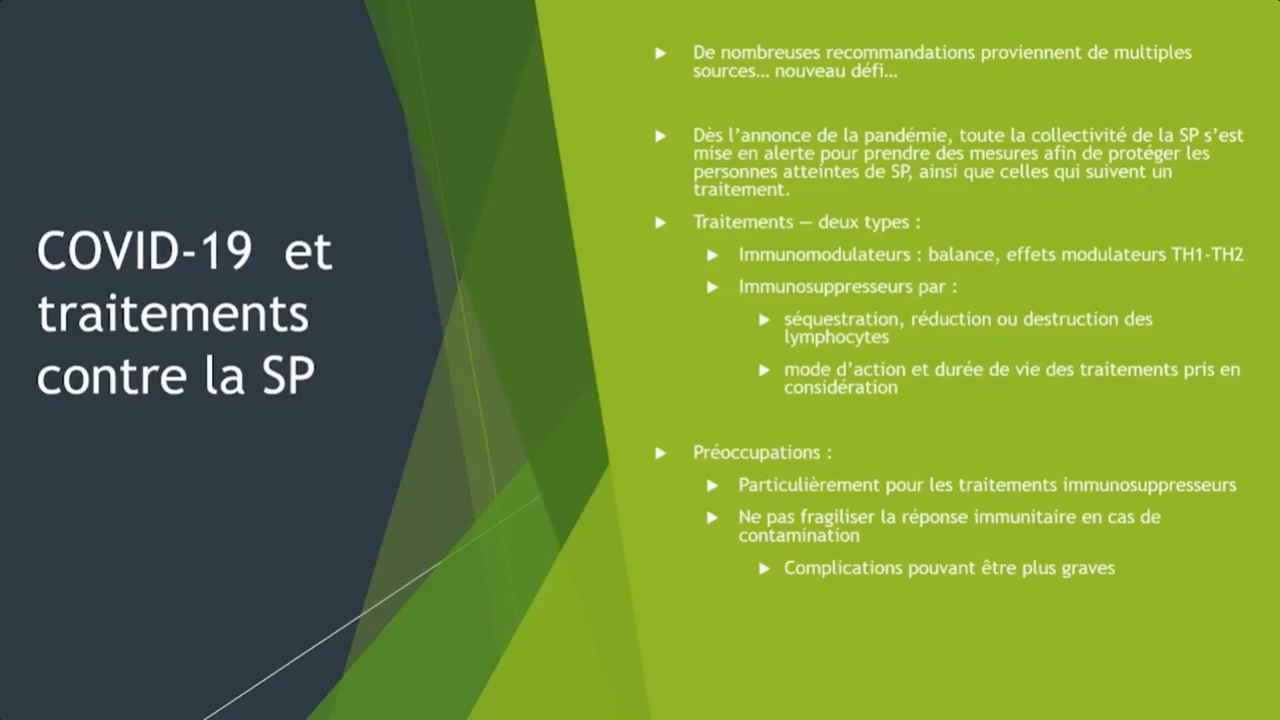 COVID-19 et
traitements
contre la SP
De nombreuses recommandations proviennent de multiples
sources... nouveau défi...
Dès l'annonce de la pandémie, toute la collectivité de la SP s'est
mise en alerte pour prendre des mesures afin de protéger les
personnes atteintes de SP, ainsi que celles qui suivent un
traitement.
Traitements — deux types :
Immunomodulateurs : balance, effets modulateurs TH1-TH2
Immunosuppresseurs par :
séquestration, réduction ou destruction des
lymphocytes
mode d'action et durée de vie des traitements pris en
considération
Préoccupations :
Particulièrement pour les traitements immunosuppresseurs
Ne pas fragiliser la réponse immunitaire en cas de
contamination
Complications pouvant être plus graves